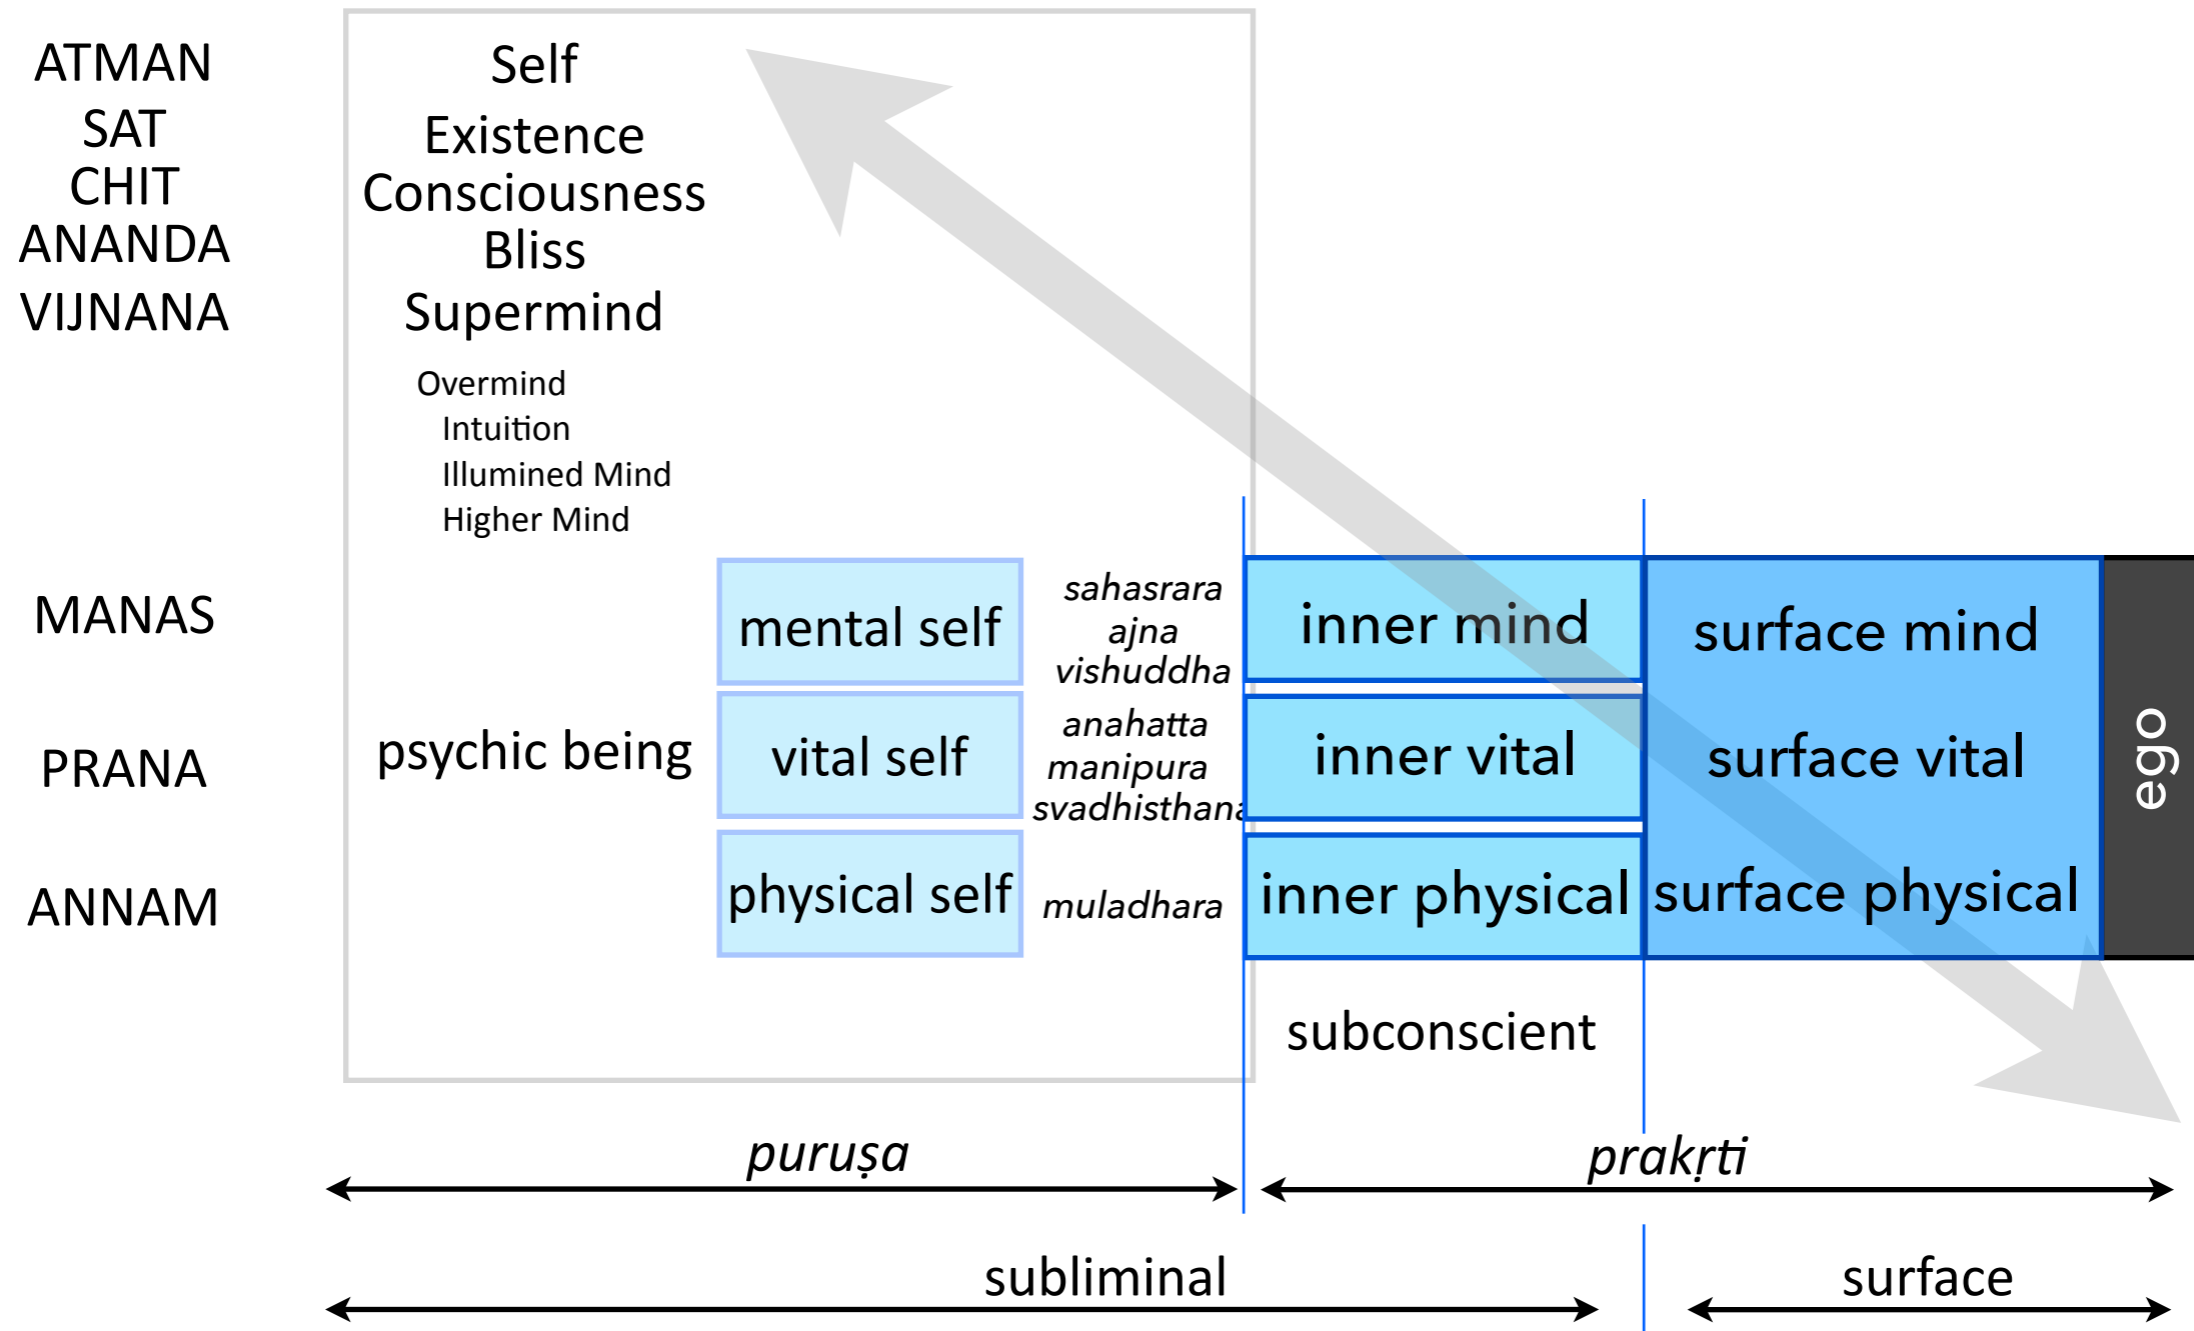 ATMAN
Self
SAT
Existence
CHIT
Consciousness
ANANDA
Bliss
VIJNANA
Supermind
Overmind
Intuition
Illumined Mind
Higher Mind
MANAS
mental self
sahasrara
ajna
vishuddha
inner mind
surface mind
PRANA
psychic being
vital self
anahatta
manipura
svadhisthana
inner vital
surface vital
ego
ANNAM
physical self
muladhara
inner physical
surface physical
subconscient
puruṣa
prakṛti
subliminal
surface